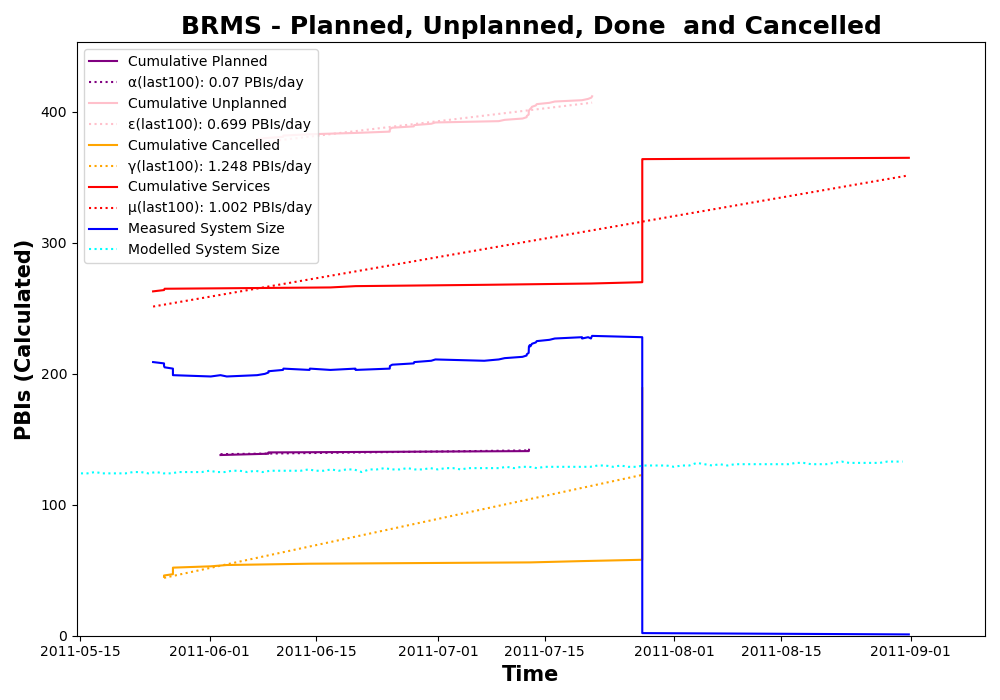 BRMS - Planned, Unplanned, Done  and Cancelled
Cumulative Planned
α(last100): 0.07 PBIs/day
Cumulative Unplanned
ε(last100): 0.699 PBIs/day
Cumulative Cancelled
γ(last100): 1.248 PBIs/day
Cumulative Services
μ(last100): 1.002 PBIs/day
Measured System Size
Modelled System Size
PBIs (Calculated)
400
300
200
100
0
2011-05-15 2011-06-01 2011-06-15 2011-07-01 2011-07-15 2011-08-01 2011-08-15 2011-09-01
Time